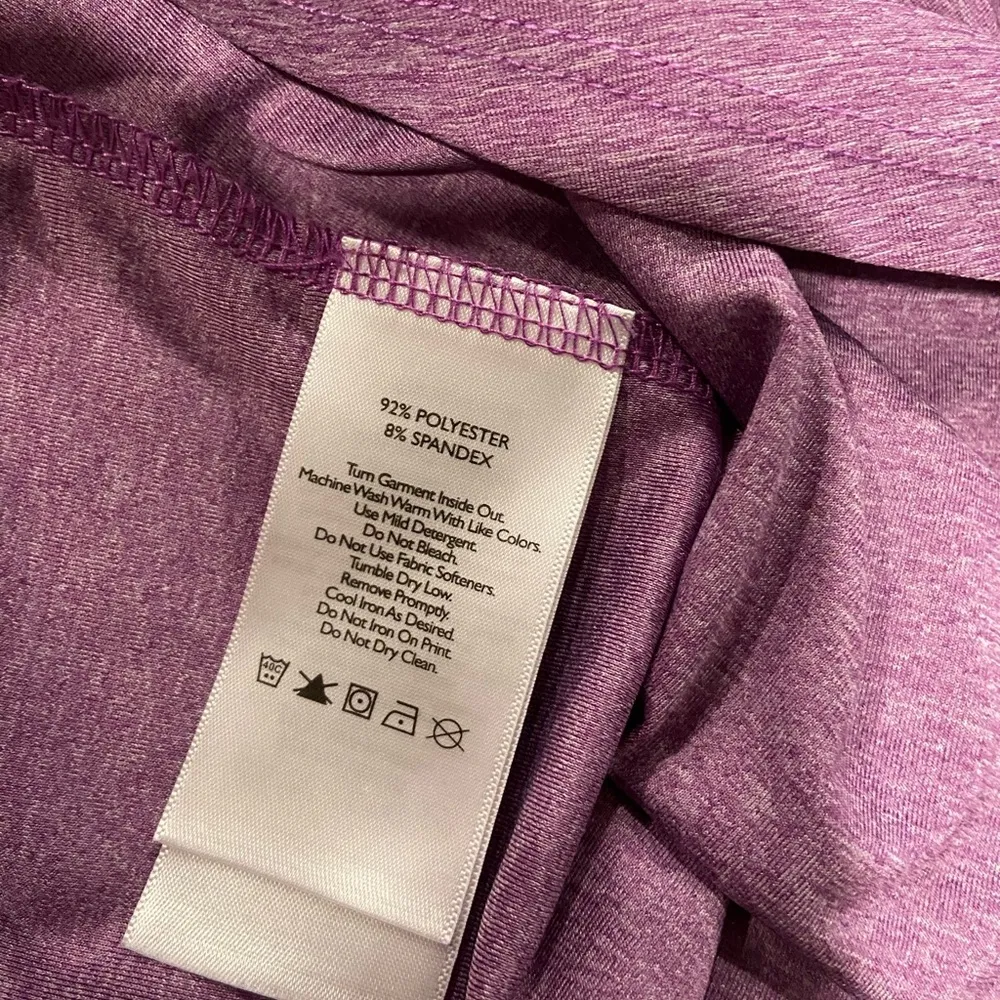 92% POLYESTER
8% SPANDEX
Turn Garment Inside Out.
Machine Wash Warm With Like Colors.
Use Mild Detergent.
Do Not Bleach.
Do Not Use Fabric Softeners.
Tumble Dry Low.
Remove Promptly.
Cool Iron As Desired.
Do Not Iron On Print.
Do Not Dry Clean.
40C